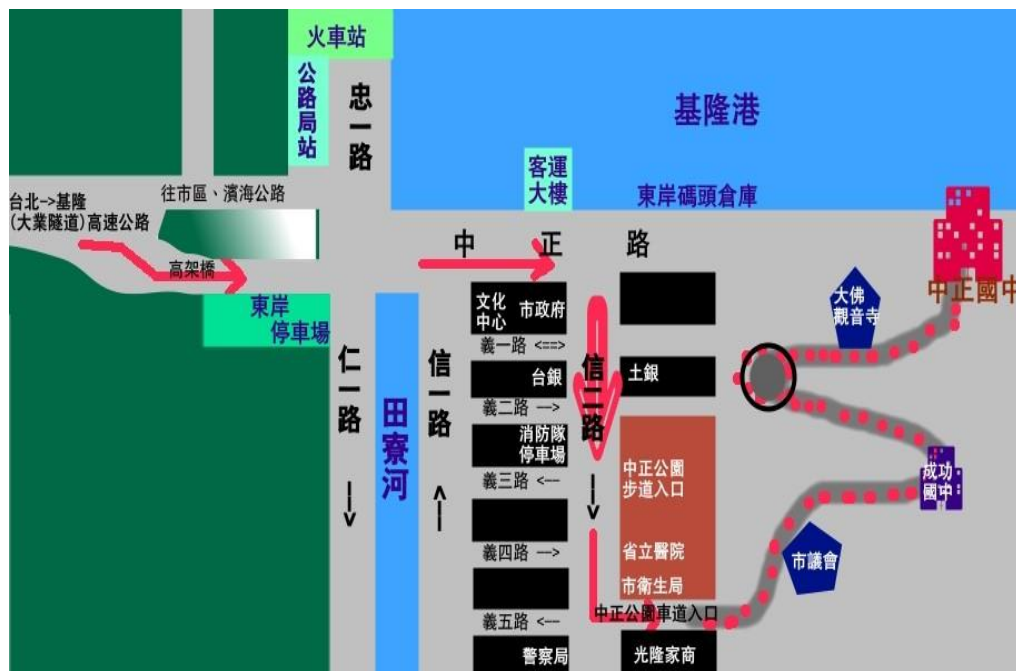 火車站
公路局站
忠一路
基隆港
客運
大樓
東岸碼頭倉庫
台北->基隆
(大業隧道)高速公路
往市區、濱海公路
高架橋
中正路
中正國中
大佛
觀音寺
東岸
停車場
文化
中心
市政府
義一路 <==>
仁一路 -->
田寮河
信一路 <--
台銀
信二路 -->
土銀
義二路 -->
消防隊
停車場
義三路 <--
中正公園
步道入口
成功
國中
義四路 -->
省立醫院
市議會
市衛生局
中正公園車道入口
義五路 <--
警察局
光隆家商